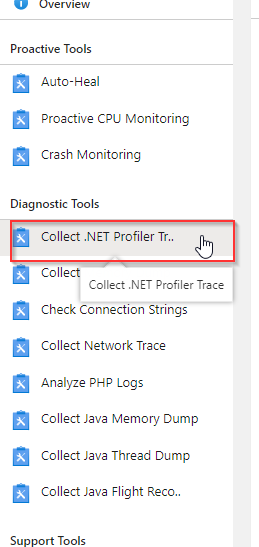 Overview
Proactive Tools
Auto-Heal
Proactive CPU Monitoring
Crash Monitoring
Diagnostic Tools
Collect .NET Profiler Tr..
Collect
Collect .NET Profiler Trace
Check Connection Strings
Collect Network Trace
Analyze PHP Logs
Collect Java Memory Dump
Collect Java Thread Dump
Collect Java Flight Reco..
Support Tools